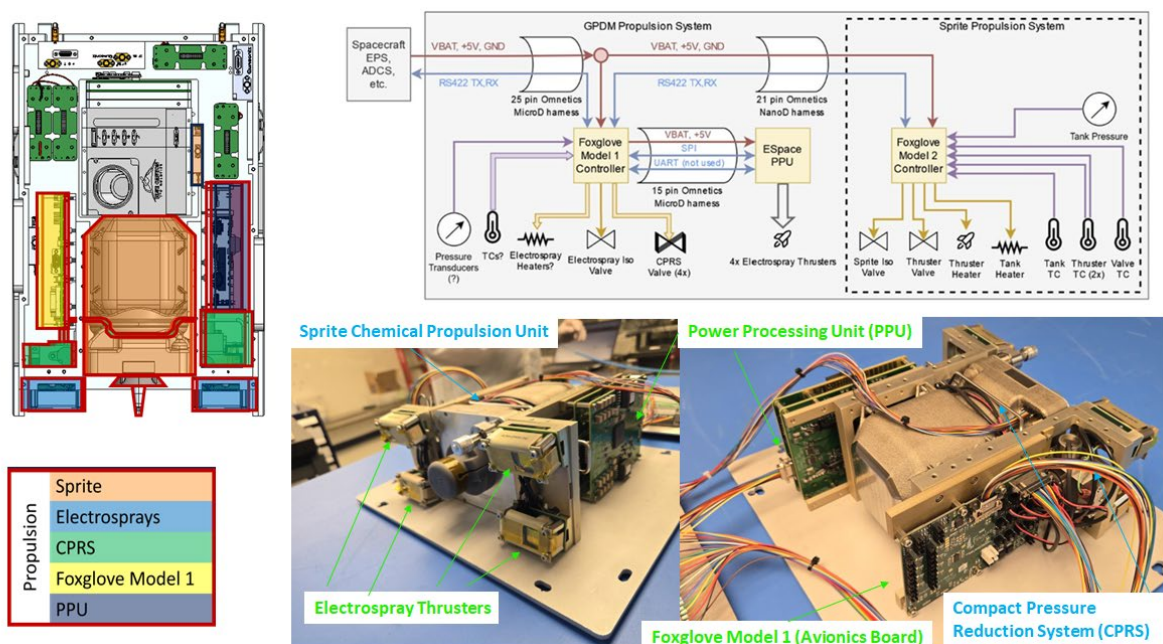 GPDM Propulsion System
Sprite Propulsion System
Spacecraft
EPS,
ADCS,
etc.
VBAT, +5V, GND
RS422 TX,RX
25 pin Omnetics
MicroD harness
VBAT, +5V, GND
RS422 TX,RX
21 pin Omnetics
NanoD harness
Foxglove
Model 1
Controller
VBAT, +5V
SPI
UART (not used)
15 pin Omnetics
MicroD harness
ESpace
PPU
Foxglove
Model 2
Controller
Tank Pressure
Pressure
Transducers
(?)
TCs?
Electrospray
Heaters?
Electrospray Iso
Valve
CPRS
Valve (4x)
4x Electrospray Thrusters
Sprite Iso
Valve
Thruster
Valve
Thruster
Heater
Tank
Heater
Tank
TC
Thruster
TC (2x)
Valve
TC
Propulsion
Sprite
Electrosprays
CPRS
Foxglove Model 1
PPU
Sprite Chemical Propulsion Unit
Electrospray Thrusters
Power Processing Unit (PPU)
Foxglove Model 1 (Avionics Board)
Compact Pressure
Reduction System (CPRS)